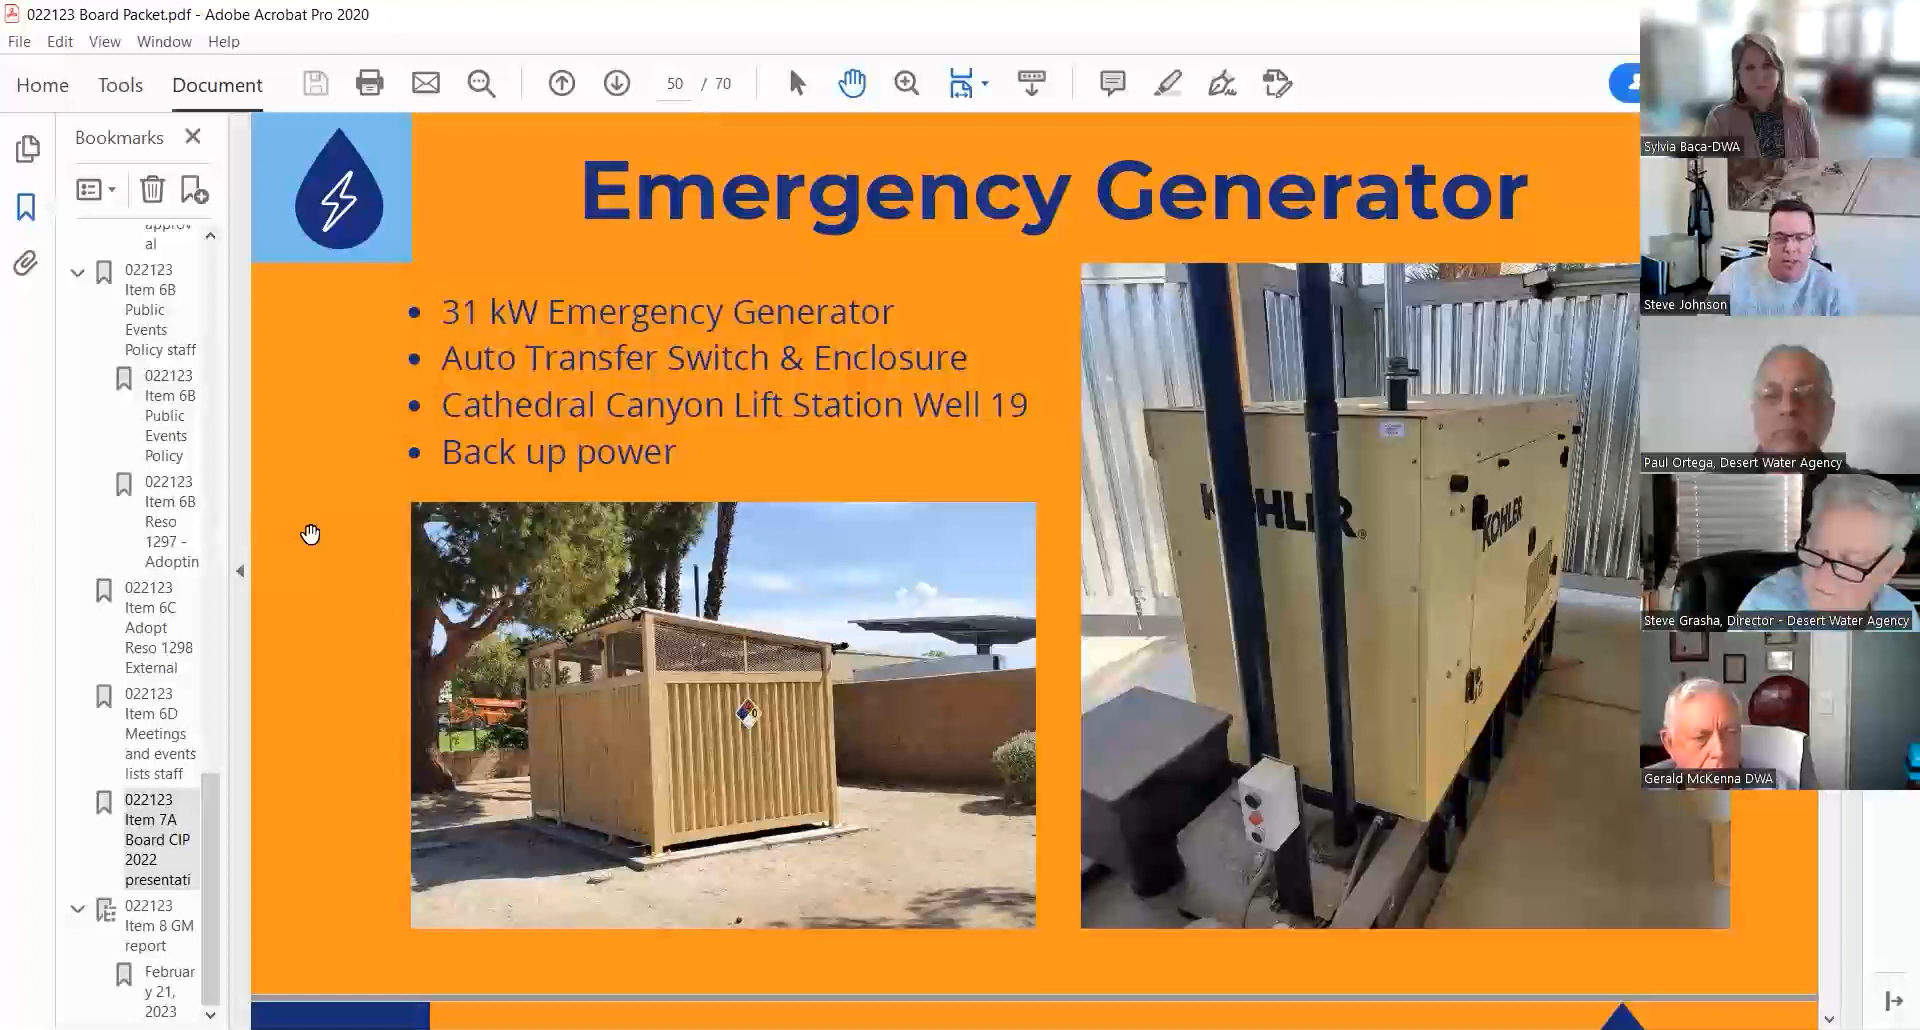 022123 Board Packet.pdf - Adobe Acrobat Pro 2020
File Edit View Window Help
Home Tools Document
50 / 70
Bookmarks
approv
al
022123
Item 6B
Public
Events
Policy staff
022123
Item 6B
Public
Events
Policy
022123
Item 6B
Reso
1297 -
Adoptin
022123
Item 6C
Adopt
Reso 1298
External
022123
Item 6D
Meetings
and events
lists staff
022123
Item 7A
Board CIP
2022
presentati
022123
Item 8 GM
report
Februar
y 21,
2023
Emergency Generator
• 31 kW Emergency Generator
• Auto Transfer Switch & Enclosure
• Cathedral Canyon Lift Station Well 19
• Back up power
KOHLER®
KOHLER
Sylvia Baca-DWA
Steve Johnson
Paul Ortega, Desert Water Agency
Steve Grasha, Director - Desert Water Agency
Gerald McKenna DWA